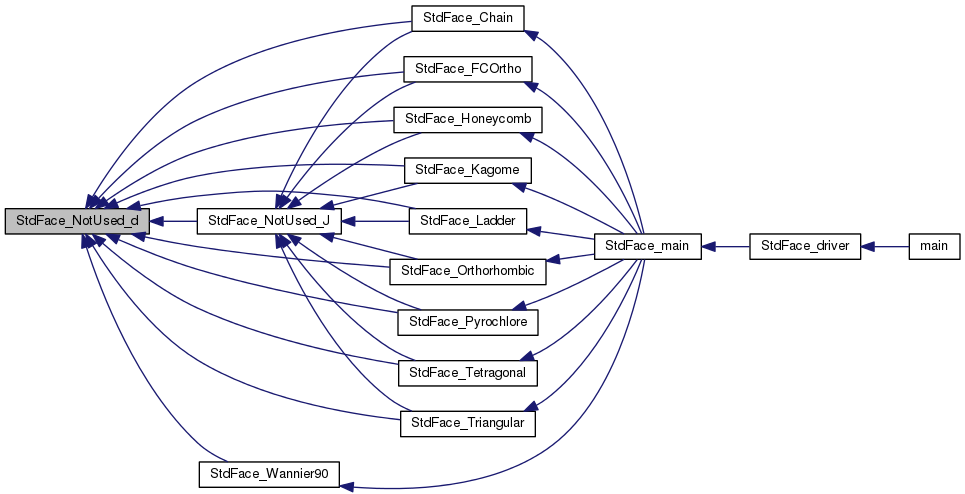 StdFace_Chain
StdFace_FCOrtho
StdFace_Honeycomb
StdFace_Kagome
StdFace_NotUsed_d
StdFace_NotUsed_J
StdFace_Ladder
StdFace_main
StdFace_driver
main
StdFace_Orthorhombic
StdFace_Pyrochlore
StdFace_Tetragonal
StdFace_Triangular
StdFace_Wannier90